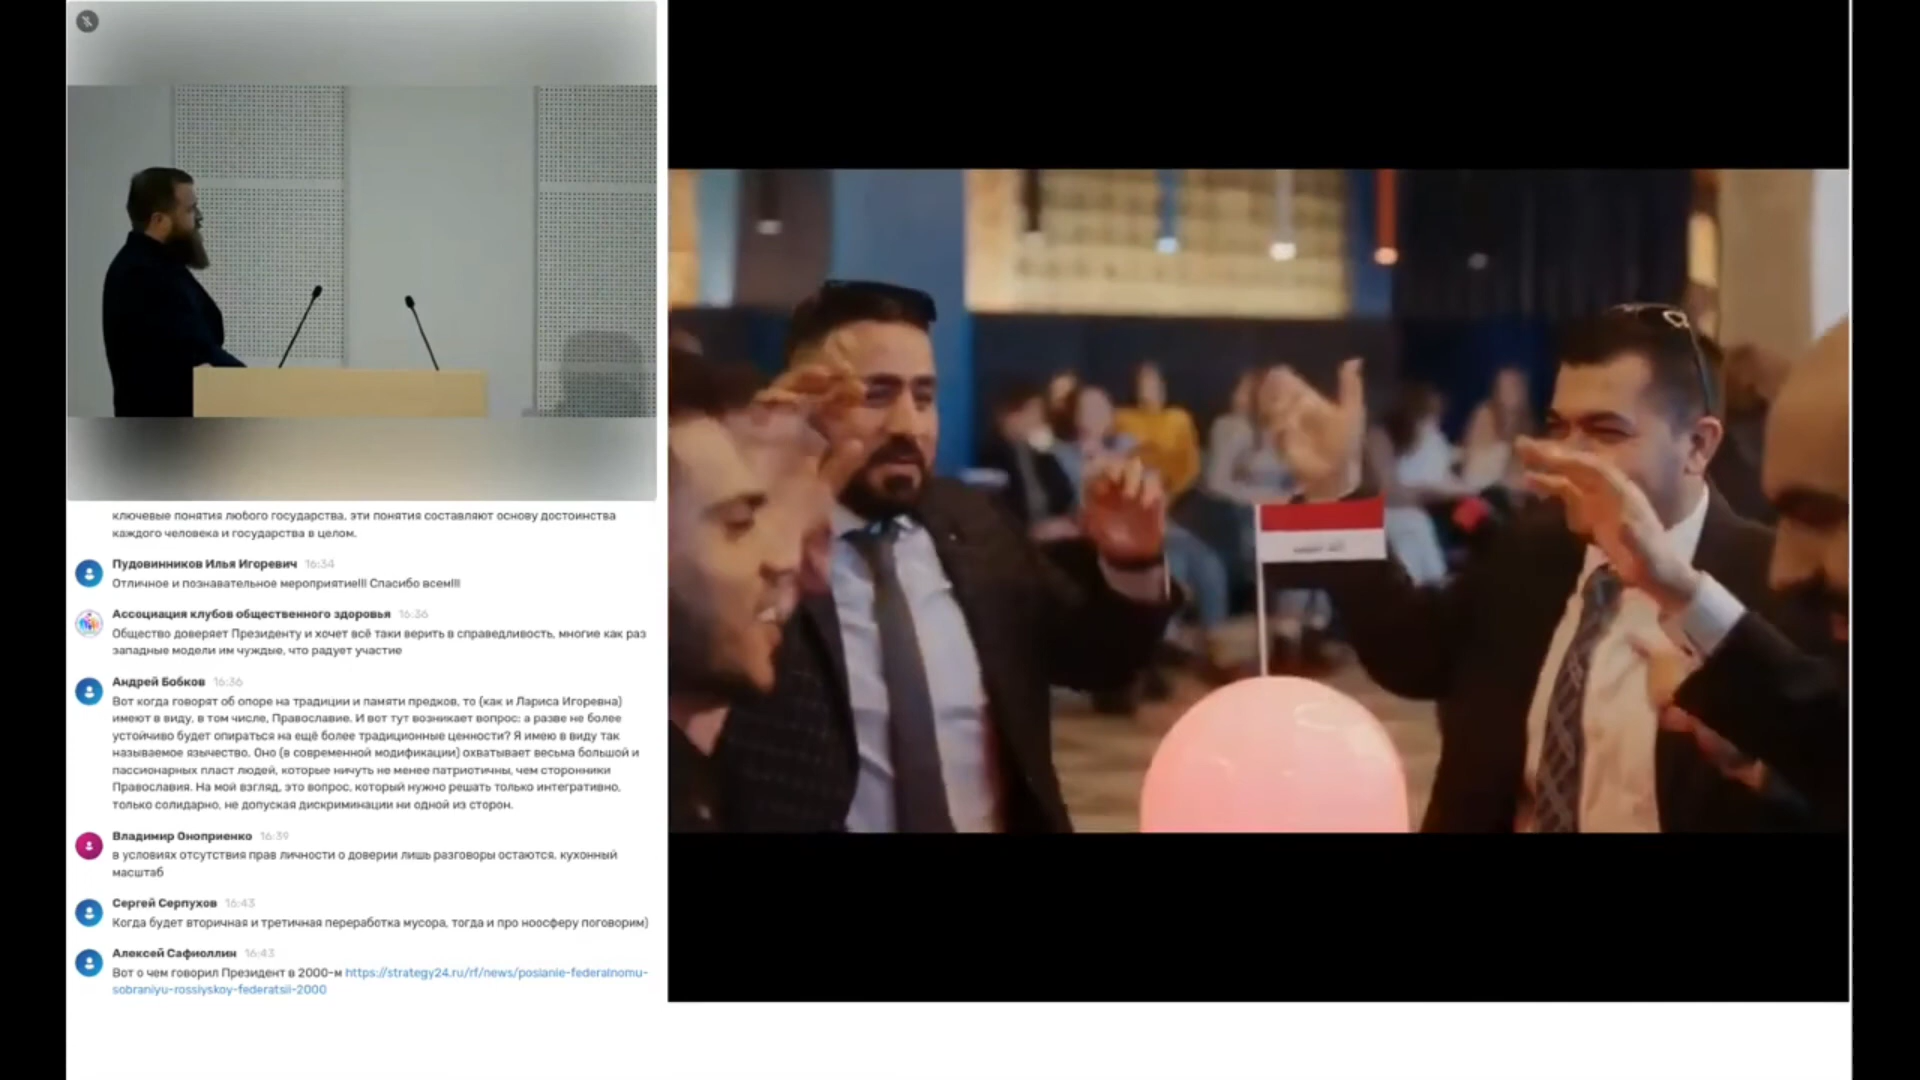 ключевые понятия любого государства, эти понятия составляют основу достоинства
каждого человека и государства в целом.
Пудовинников Илья Игоревич 16:34
Отличное и познавательное мероприятие!!! Спасибо всем!!!
Ассоциация клубов общественного здоровья 16:36
Общество доверяет Президенту и хочет всё таки верить в справедливость, многие как раз
западные модели им чуждые, что радует участие
Андрей Бобков 16:36
Вот когда говорят об опоре на традиции и памяти предков, то (как и Лариса Игоревна)
имеют в виду, в том числе, Православие. И вот тут возникает вопрос: а разве не более
устойчиво будет опираться на ещё более традиционные ценности? Я имею в виду так
называемое язычество. Оно (в современной модификации) охватывает весьма большой и
пассионарных пласт людей, которые ничуть не менее патриотичны, чем сторонники
Православия. На мой взгляд, это вопрос, который нужно решать только интегративно,
только солидарно, не допуская дискриминации ни одной из сторон.
Владимир Оноприенко 16:39
в условиях отсутствия прав личности о доверии лишь разговоры остаются, кухонный
масштаб
Сергей Серпухов 16:43
Когда будет вторичная и третичная переработка мусора, тогда и про ноосферу поговорим)
Алексей Сафиоллин 16:43
Вот о чем говорил Президент в 2000-м https://strategy24.ru/rf/news/poslanie-federalnomu-
sobraniyu-rossiyskoy-federatsii-2000